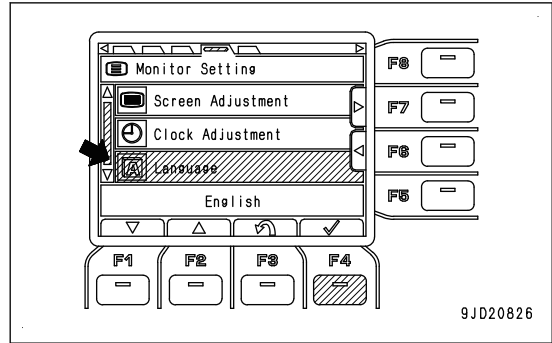 Monitor Setting
F8
Screen Adjustment
F7
Clock Adjustment
F6
A Language
F5
English
F1 F2 F3 F4
9JD20826